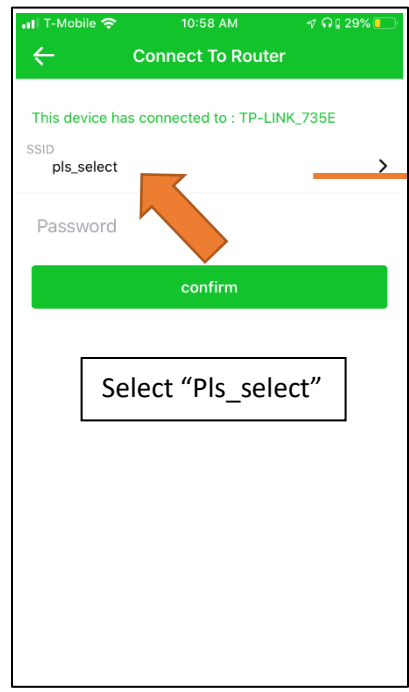 T-Mobile 10:58 AM 29%
Connect To Router
This device has connected to : TP-LINK_735E
SSID
pls_select
Password
confirm
Select “Pls_select”